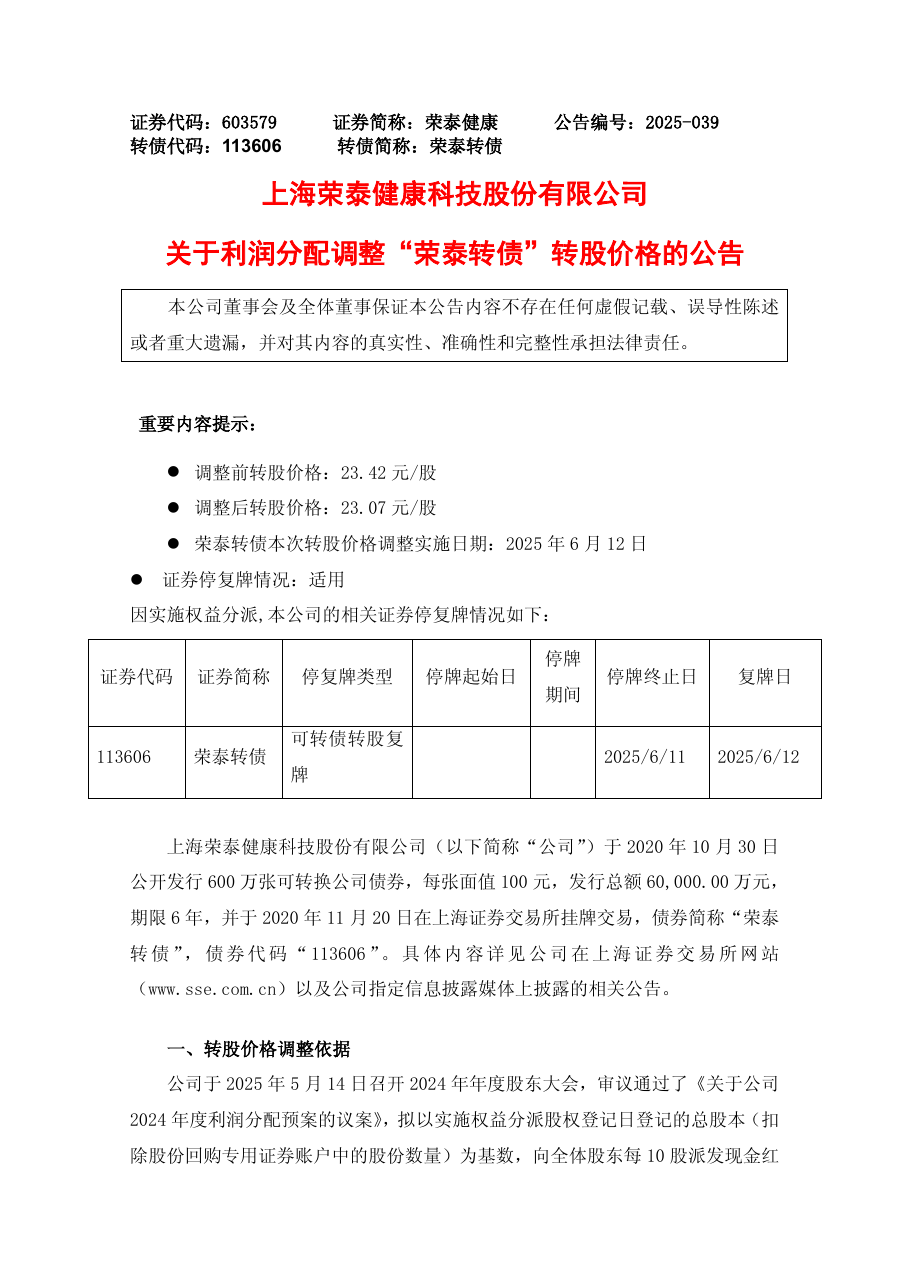 证券代码：603579 证券简称：荣泰健康 公告编号：2025-039
转债代码：113606 转债简称：荣泰转债
上海荣泰健康科技股份有限公司
关于利润分配调整“荣泰转债”转股价格的公告
本公司董事会及全体董事保证本公告内容不存在任何虚假记载、误导性陈述
或者重大遗漏，并对其内容的真实性、准确性和完整性承担法律责任。
重要内容提示：
● 调整前转股价格：23.42 元/股
● 调整后转股价格：23.07 元/股
● 荣泰转债本次转股价格调整实施日期：2025 年 6 月 12 日
● 证券停复牌情况：适用
因实施权益分派,本公司的相关证券停复牌情况如下：
证券代码 证券简称 停复牌类型 停牌起始日 停牌期间 停牌终止日 复牌日
113606 荣泰转债 可转债转股复牌 2025/6/11 2025/6/12
上海荣泰健康科技股份有限公司（以下简称“公司”）于 2020 年 10 月 30 日
公开发行 600 万张可转换公司债券，每张面值 100 元，发行总额 60,000.00 万元，
期限 6 年，并于 2020 年 11 月 20 日在上海证券交易所挂牌交易，债券简称“荣泰
转债”，债券代码“113606”。具体内容详见公司在上海证券交易所网站
（www.sse.com.cn）以及公司指定信息披露媒体上披露的相关公告。
一、转股价格调整依据
公司于 2025 年 5 月 14 日召开 2024 年年度股东大会，审议通过了《关于公司
2024 年度利润分配预案的议案》，拟以实施权益分派股权登记日登记的总股本（扣
除股份回购专用证券账户中的股份数量）为基数，向全体股东每 10 股派发现金红